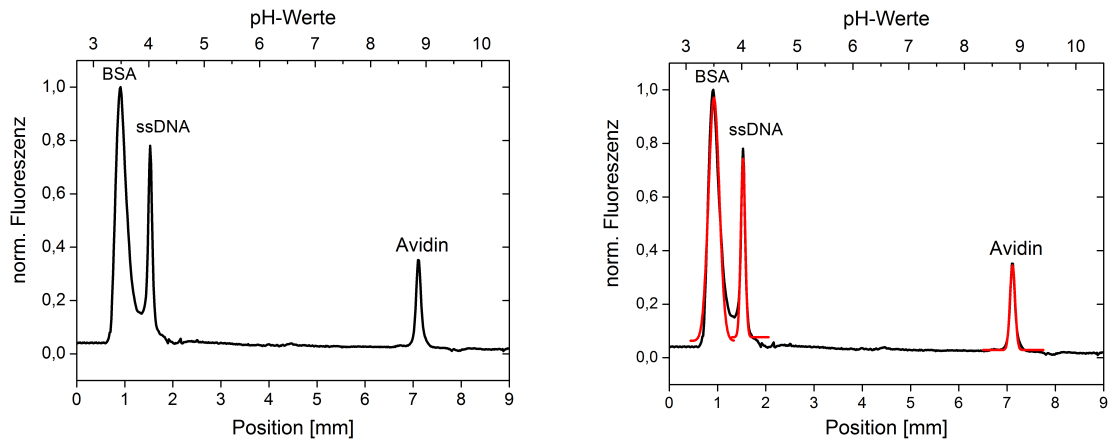 pH-Werte
3 4 5 6 7 8 9 10
BSA
ssDNA
Avidin
norm. Fluoreszenz
1,0
0,8
0,6
0,4
0,2
0,0
0 1 2 3 4 5 6 7 8 9
Position [mm]
pH-Werte
3 4 5 6 7 8 9 10
BSA
ssDNA
Avidin
norm. Fluoreszenz
1,0
0,8
0,6
0,4
0,2
0,0
0 1 2 3 4 5 6 7 8 9
Position [mm]